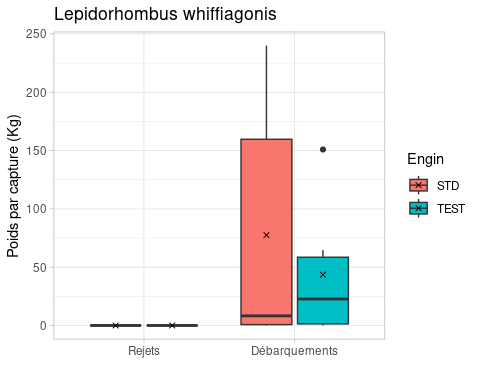 Lepidorhombus whiffiagonis
Poids par capture (Kg)
250
200
150
100
50
0
Rejets
Débarquements
Engin
STD
TEST